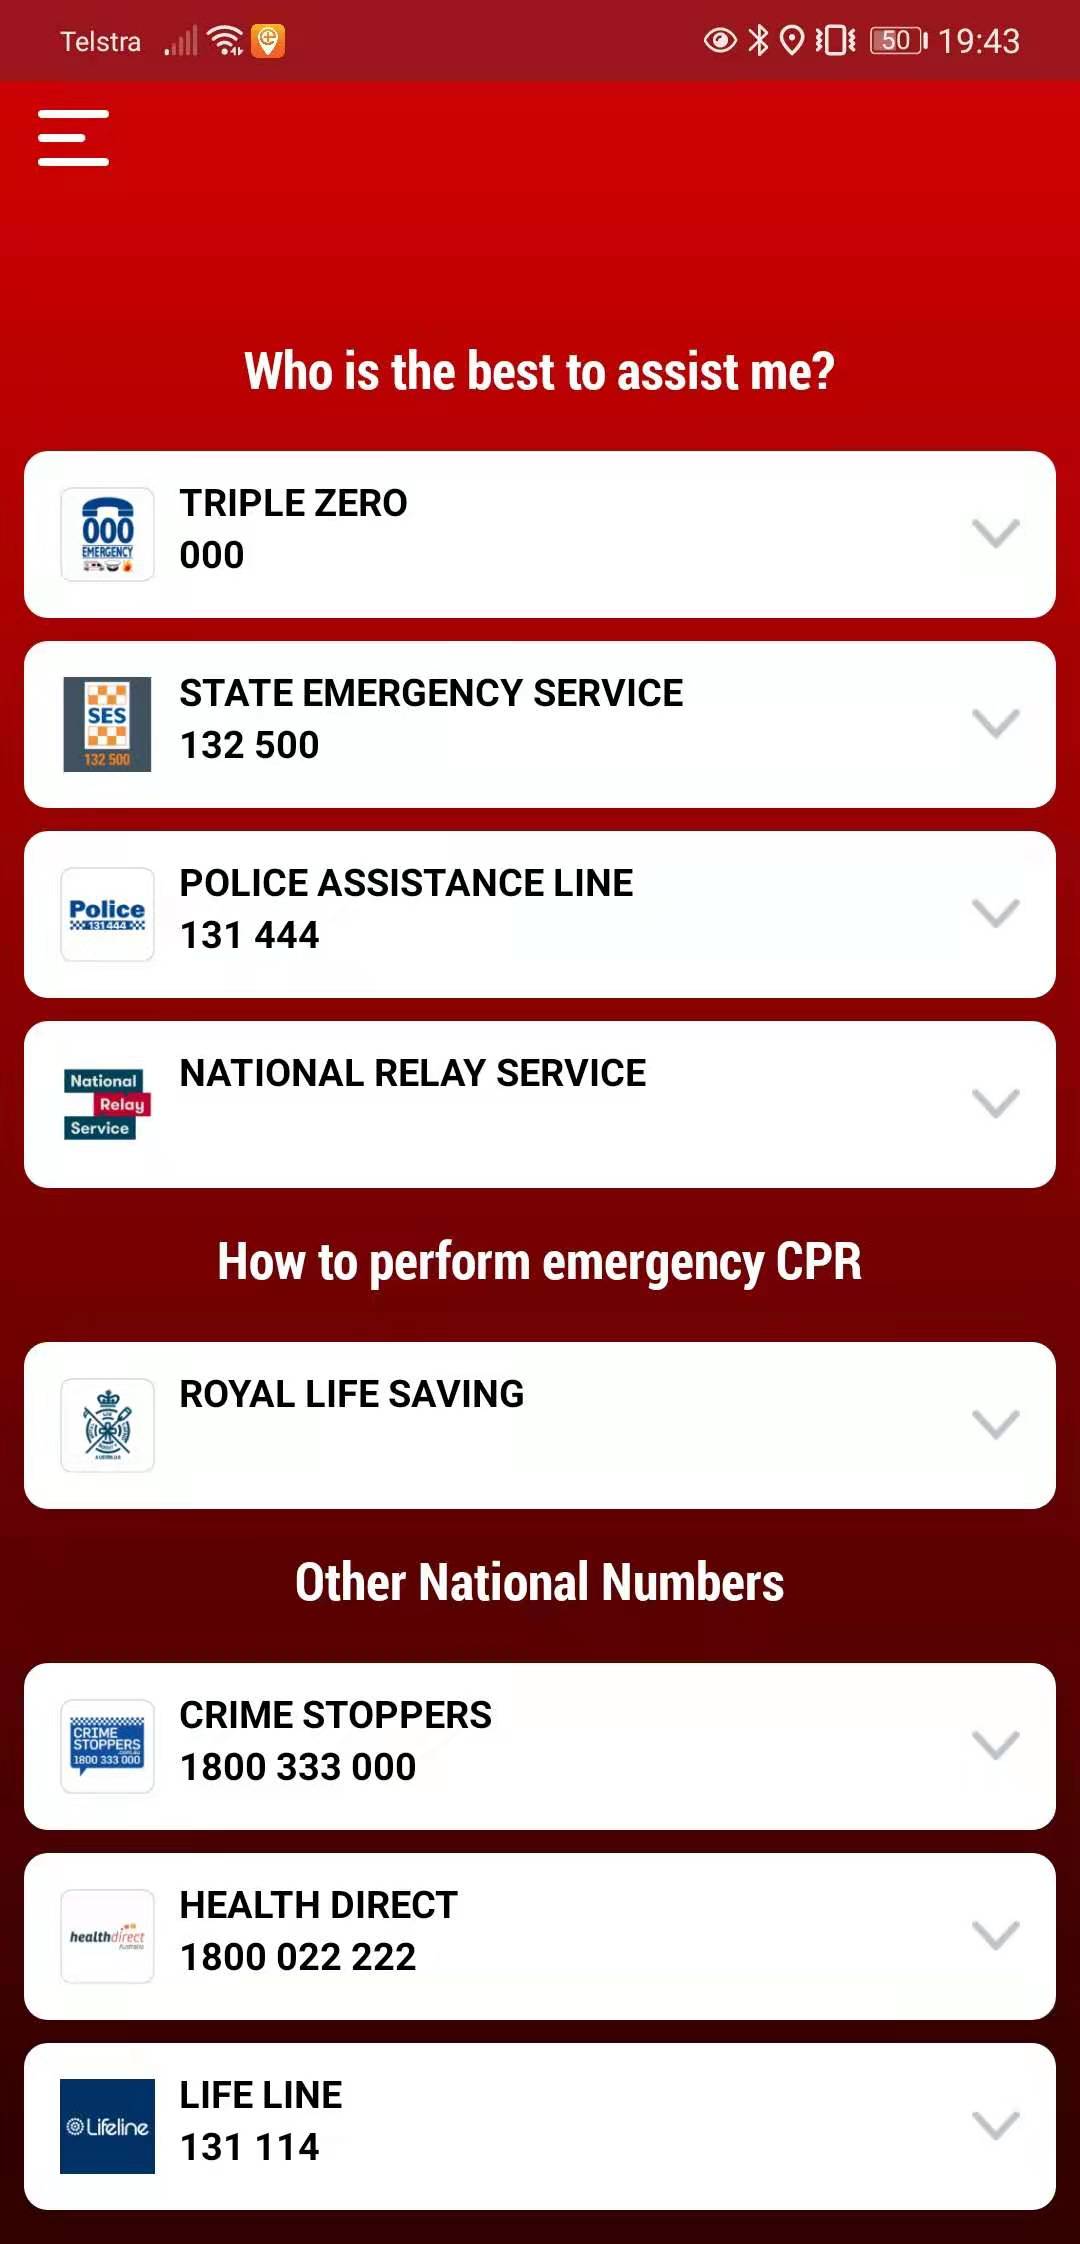 Telstra 50 19:43
Who is the best to assist me?
000
EMERGENCY
TRIPLE ZERO
000
SES
132 500
STATE EMERGENCY SERVICE
132 500
Police
131 444
POLICE ASSISTANCE LINE
131 444
National
Relay
Service
NATIONAL RELAY SERVICE
How to perform emergency CPR
ROYAL LIFE SAVING
Other National Numbers
CRIME
STOPPERS
1800 333 000
CRIME STOPPERS
1800 333 000
healthdirect
Australia
HEALTH DIRECT
1800 022 222
Lifeline
LIFE LINE
131 114